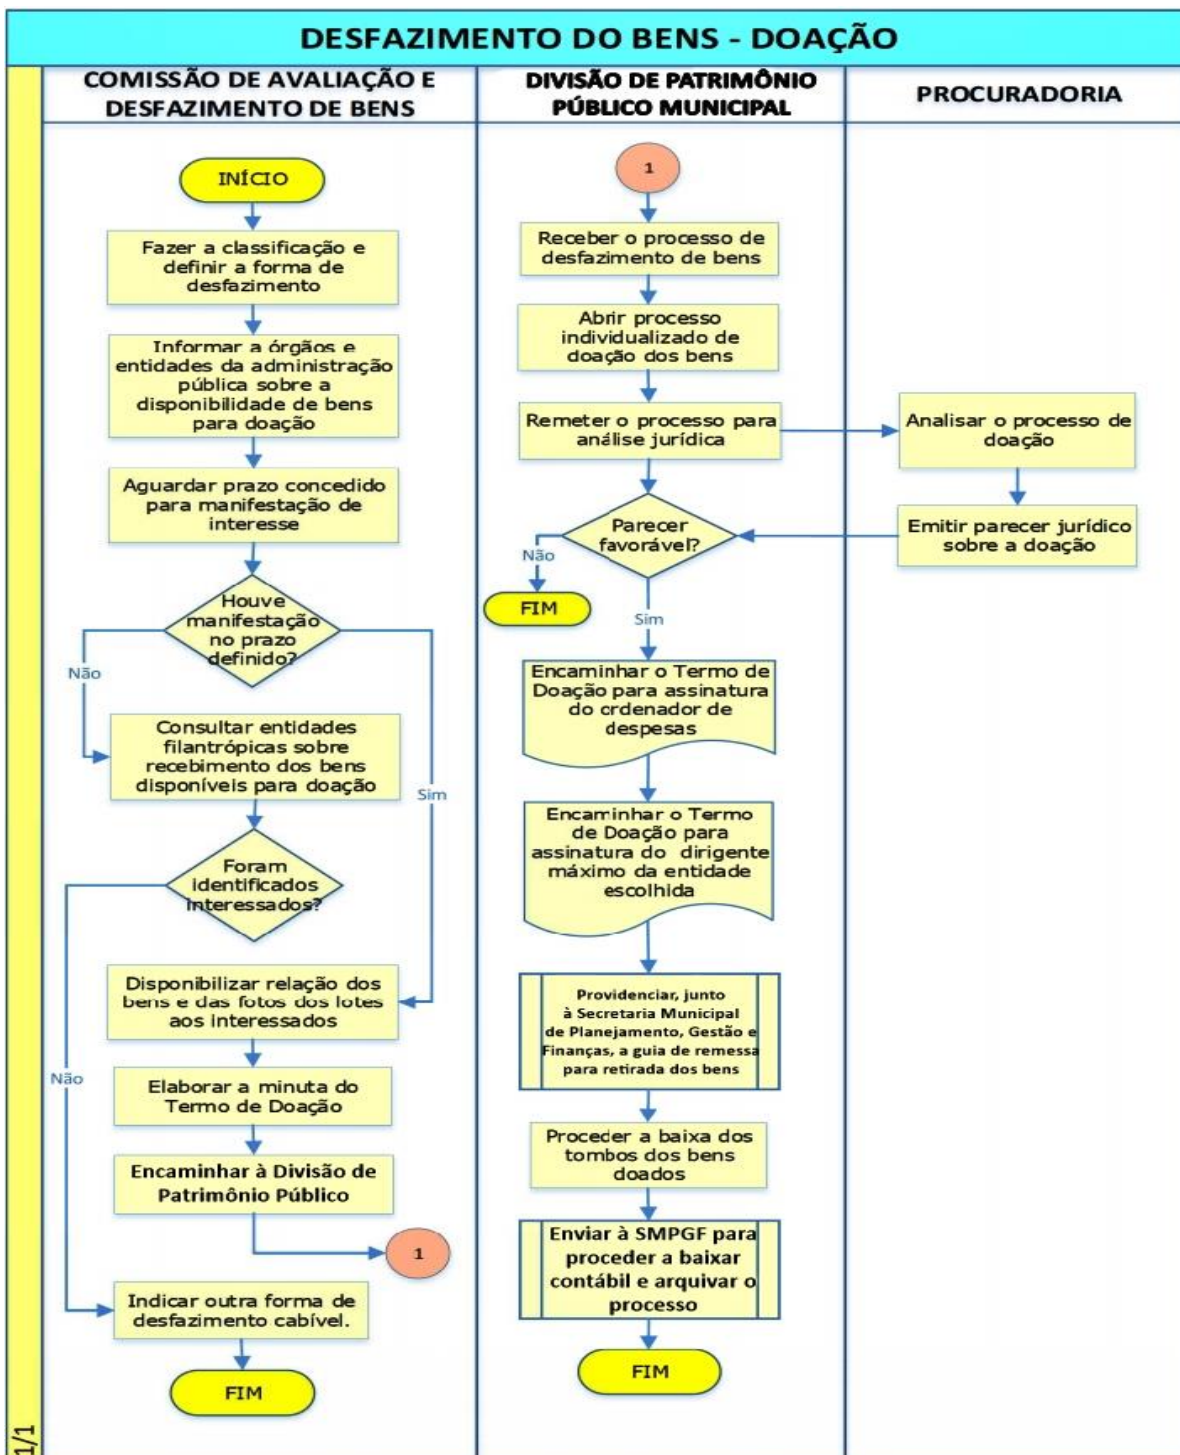 DESFAZIMENTO DO BENS - DOAÇÃO
COMISSÃO DE AVALIAÇÃO E
DESFAZIMENTO DE BENS
DIVISÃO DE PATRIMÔNIO
PÚBLICO MUNICIPAL
PROCURADORIA
INÍCIO
Fazer a classificação e
definir a forma de
desfazimento
Informar a órgãos e
entidades da administração
pública sobre a
disponibilidade de bens
para doação
Aguardar prazo concedido
para manifestação de
interesse
Houve
manifestação
no prazo
definido?
Não
Sim
Consultar entidades
filantrópicas sobre
recebimento dos bens
disponíveis para doação
Foram
identificados
interessados?
Não
Disponibilizar relação dos
bens e das fotos dos lotes
aos interessados
Elaborar a minuta do
Termo de Doação
Encaminhar à Divisão de
Patrimônio Público
1
Indicar outra forma de
desfazimento cabível.
FIM
1
Receber o processo de
desfazimento de bens
Abrir processo
individualizado de
doação dos bens
Remeter o processo para
análise jurídica
Analisar o processo de
doação
Emitir parecer jurídico
sobre a doação
Parecer
favorável?
Não
FIM
Sim
Encaminhar o Termo de
Doação para assinatura
do ordenador de
despesas
Encaminhar o Termo
de Doação para
assinatura do dirigente
máximo da entidade
escolhida
Providenciar, junto
à Secretaria Municipal
de Planejamento, Gestão e
Finanças, a guia de remessa
para retirada dos bens
Proceder a baixa dos
tombos dos bens
doados
Enviar à SMPGF para
proceder a baixar
contábil e arquivar o
processo
FIM
1/1